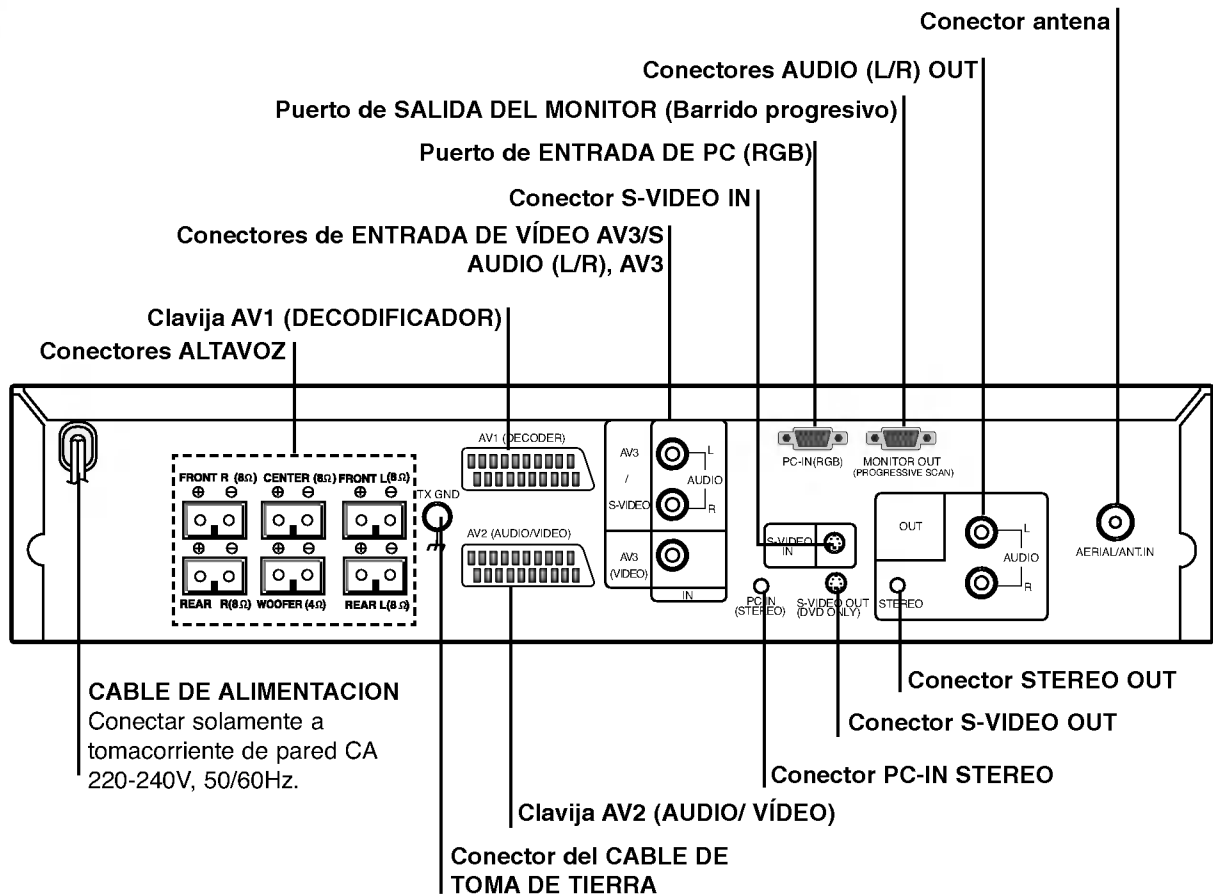 Conector antena
Conectores AUDIO (L/R) OUT
Puerto de SALIDA DEL MONITOR (Barrido progresivo)
Puerto de ENTRADA DE PC (RGB)
Conector S-VIDEO IN
Conectores de ENTRADA DE VÍDEO AV3/S
AUDIO (L/R), AV3
Clavija AV1 (DECODIFICADOR)
Conectores ALTAVOZ
FRONT R (8Ω) CENTER (8Ω) FRONT L(8Ω)
REAR R(8Ω) WOOFER (4Ω) REAR L(8Ω)
TX GND
AV1 (DECODER)
AV2 (AUDIO/VIDEO)
AV3
/
S-VIDEO
L
AUDIO
R
AV3
(VIDEO)
IN
PC-IN(RGB)
MONITOR OUT
(PROGRESSIVE SCAN)
S-VIDEO
IN
PC IN
(STEREO)
S-VIDEO OUT
(DVD ONLY)
OUT
STEREO
L
AUDIO
R
AERIAL/ANT.IN
CABLE DE ALIMENTACION
Conectar solamente a
tomacorriente de pared CA
220-240V, 50/60Hz.
Conector STEREO OUT
Conector S-VIDEO OUT
Conector PC-IN STEREO
Clavija AV2 (AUDIO/ VÍDEO)
Conector del CABLE DE
TOMA DE TIERRA